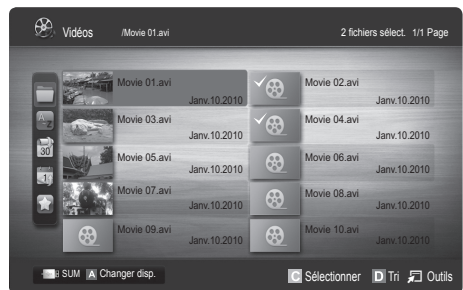 Vidéos /Movie 01.avi 2 fichiers sélect. 1/1 Page
Movie 01.avi Movie 02.avi
Janv.10.2010 Janv.10.2010
Movie 03.avi Movie 04.avi
Janv.10.2010 Janv.10.2010
Movie 05.avi Movie 06.avi
Janv.10.2010 Janv.10.2010
Movie 07.avi Movie 08.avi
Janv.10.2010 Janv.10.2010
Movie 09.avi Movie 10.avi
Janv.10.2010 Janv.10.2010
A
30
1
SUM A Changer disp. C Sélectionner D Tri Outils